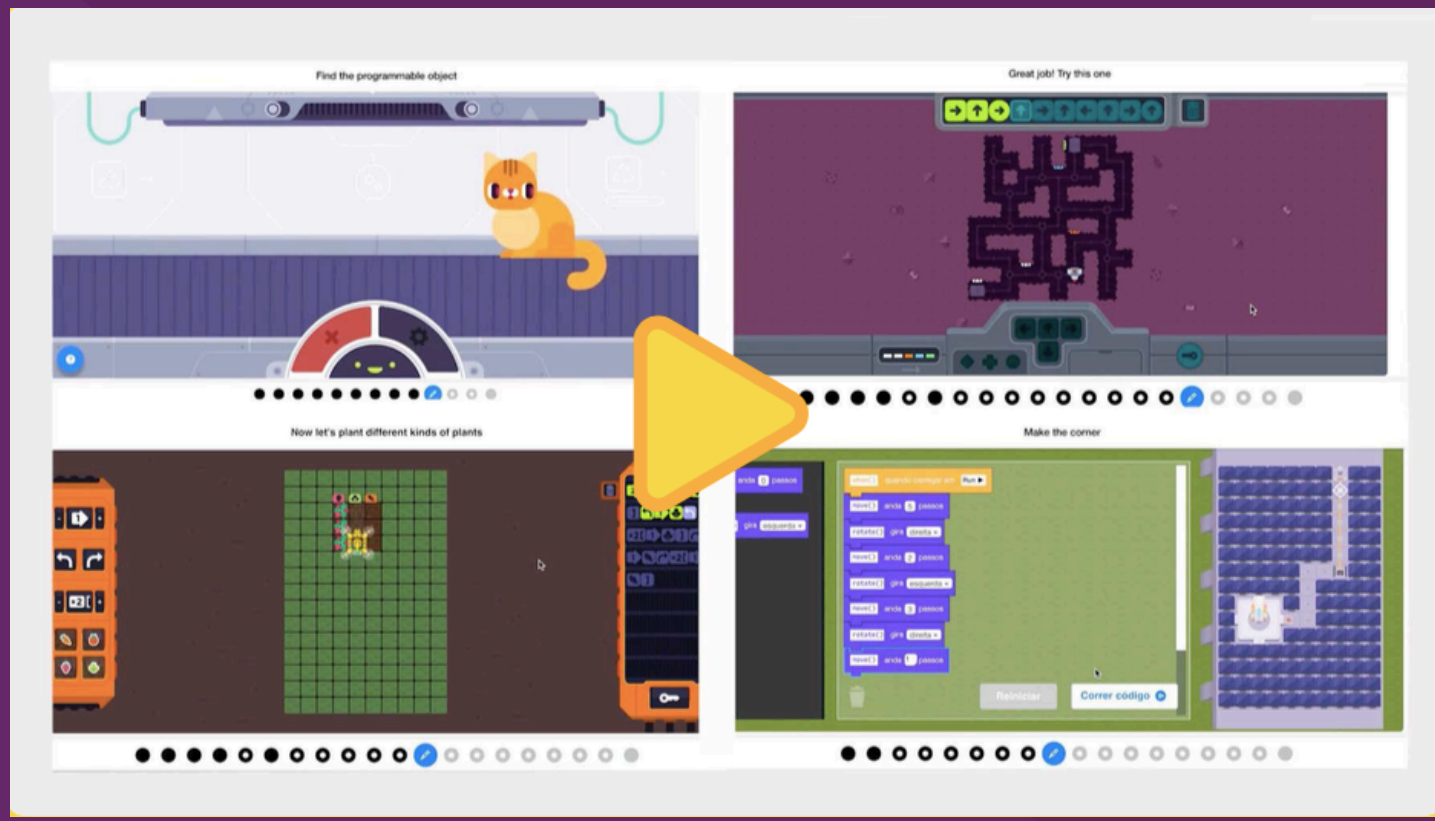 Find the programmable object
Great job! Try this one
Now let's plant different kinds of plants
Make the corner
anda 0 passos
gira esquerda
when() quando carregar em Run
move() anda 5 passos
rotate() gira direita
move() anda 2 passos
rotate() gira esquerda
move() anda 3 passos
rotate() gira direita
move() anda passos
Reiniciar
Correr código